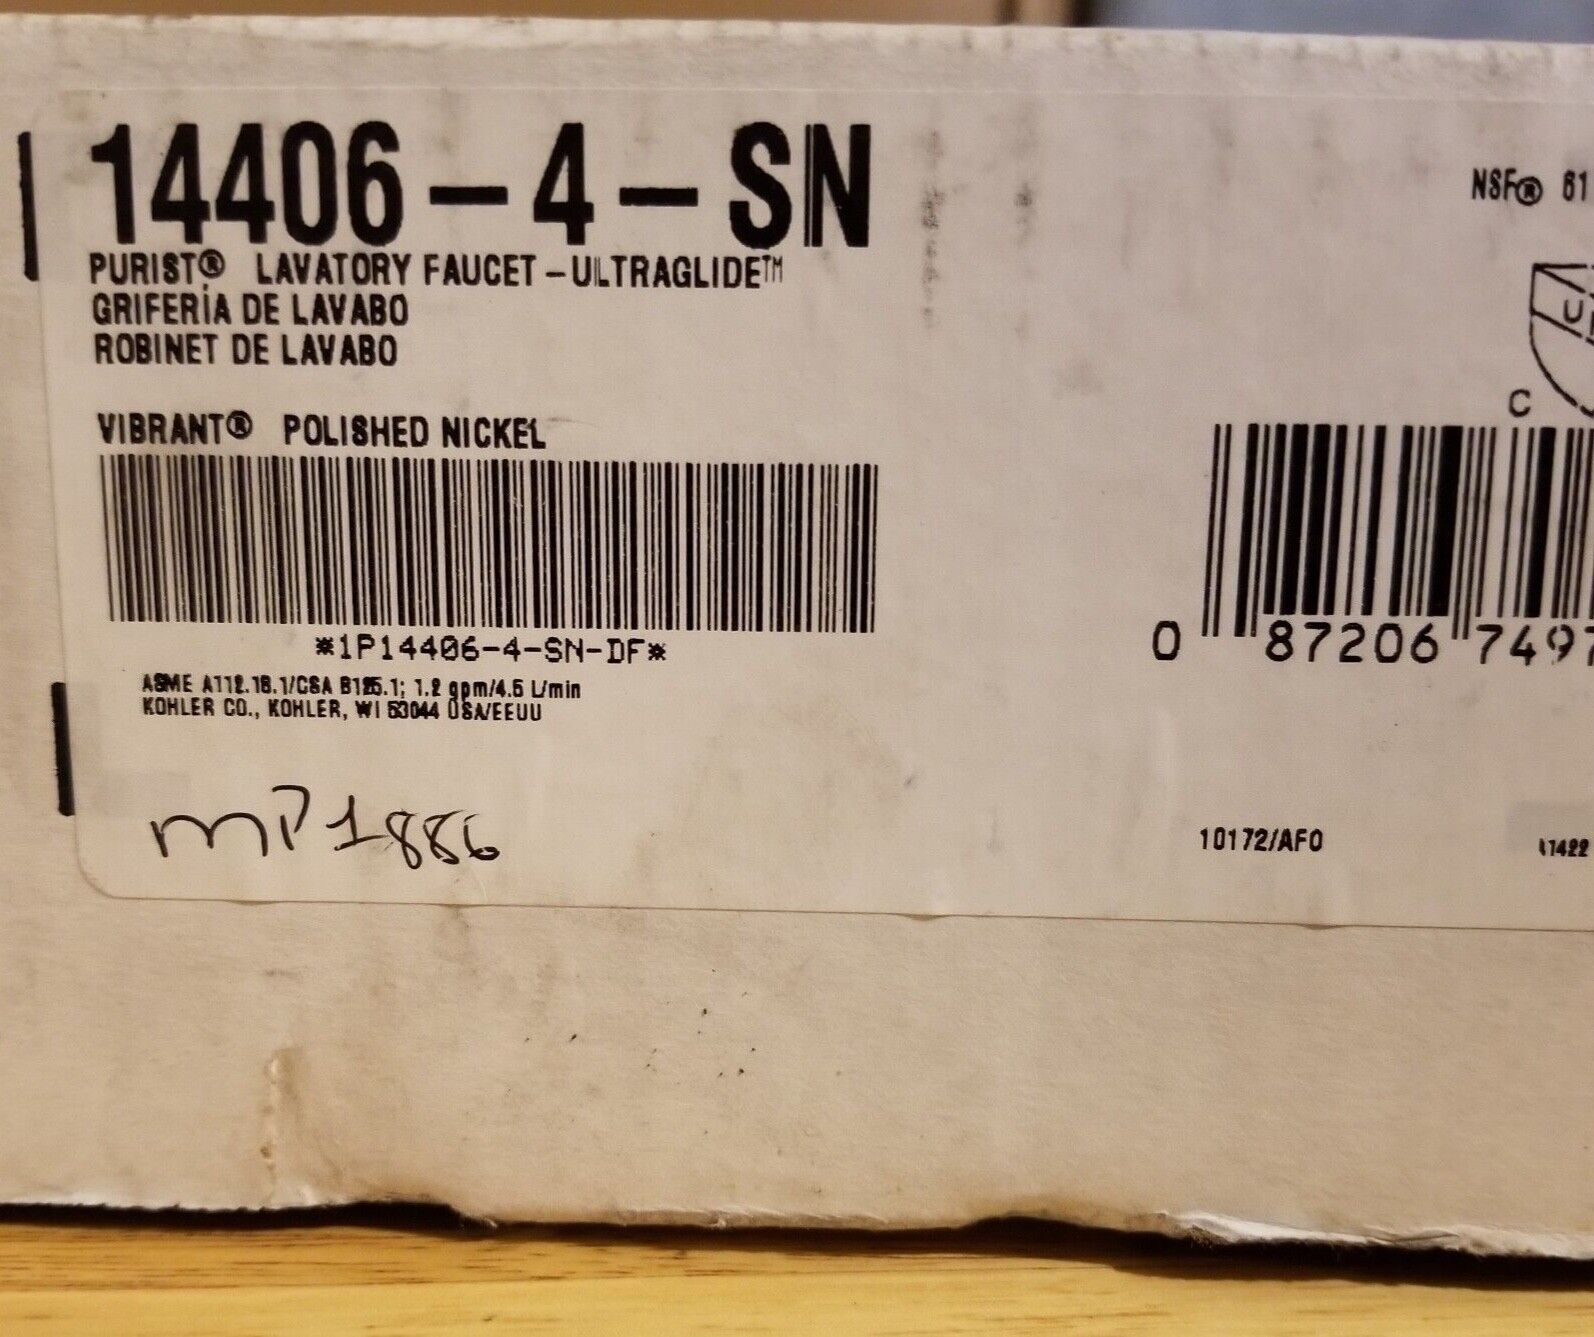 14406-4-SN
PURIST® LAVATORY FAUCET-ULTRAGLIDE™
GRIFERÍA DE LAVABO
ROBINET DE LAVABO
VIBRANT® POLISHED NICKEL
*1P14406-4-SN-DF*
ASME A112.18.1/CSA B125.1; 1.2 gpm/4.5 L/min
KOHLER CO., KOHLER, WI 53044 USA/EEUU
MP1886
NSF® 61
U
C
0 87206 7497
10172/AF0